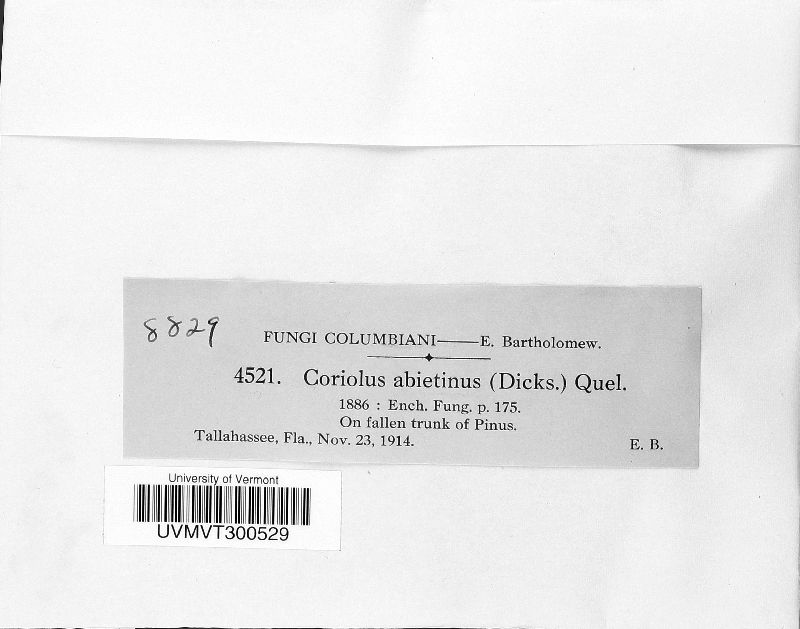 8829
FUNGI COLUMBIANI——E. Bartholomew.
4521. Coriolus abietinus (Dicks.) Quel.
1886 : Ench. Fung. p. 175.
On fallen trunk of Pinus.
Tallahassee, Fla., Nov. 23, 1914.
E. B.
University of Vermont
UVMVT300529